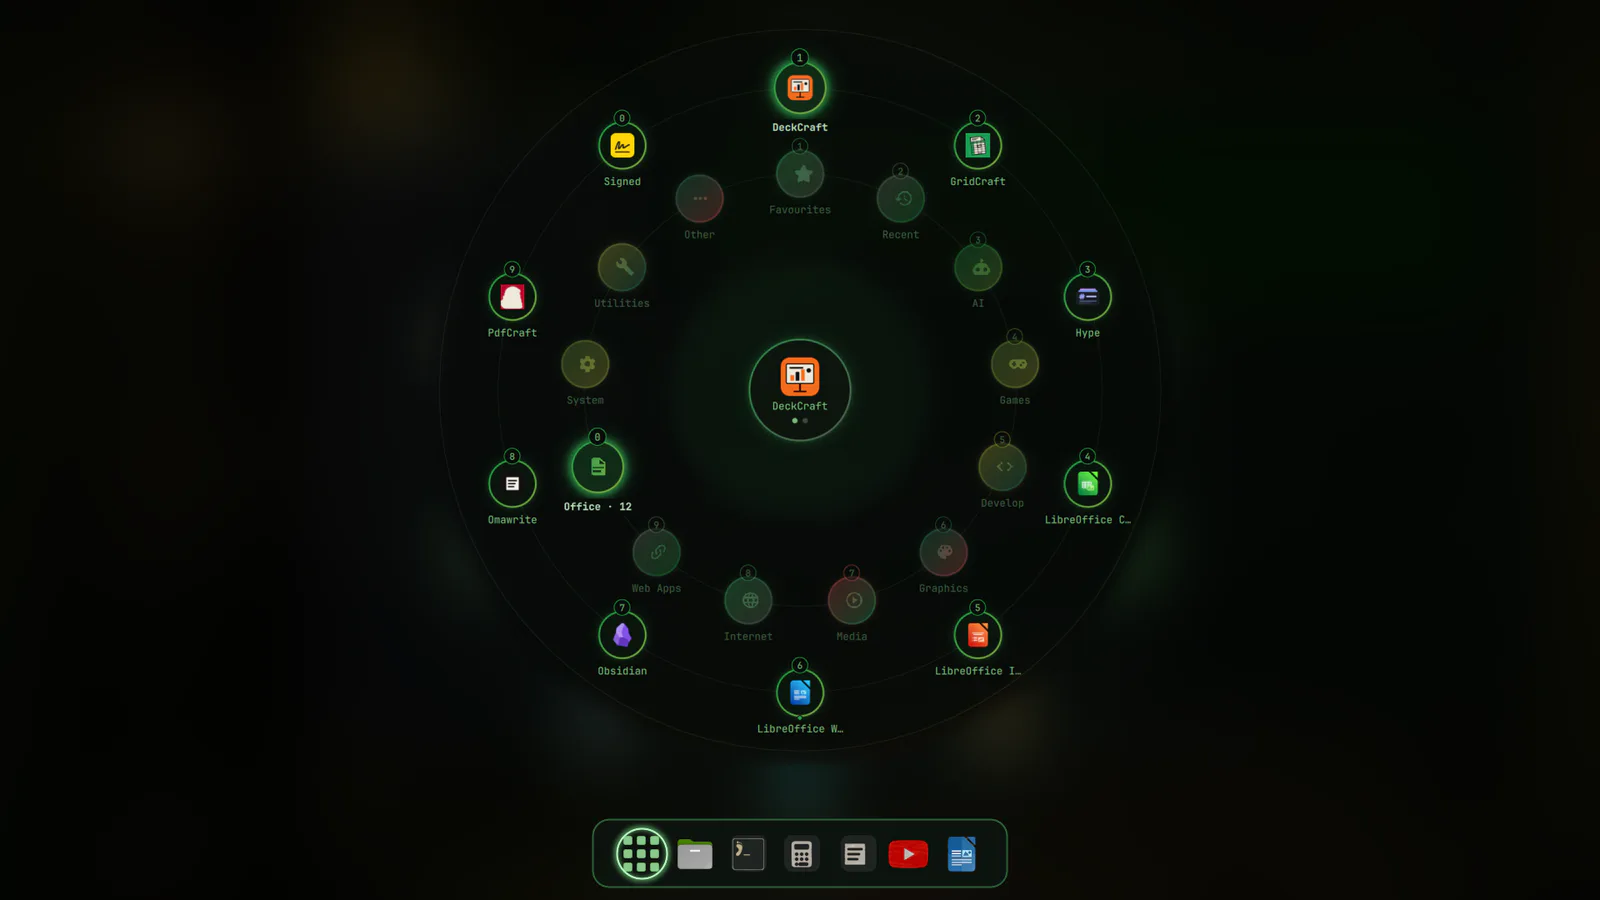 1
DeckCraft
0
Signed
2
GridCraft
1
Favourites
2
Recent
Other
3
AI
Utilities
9
PdfCraft
3
Hype
4
Games
System
DeckCraft
0
Office · 12
5
Develop
8
Omawrite
4
LibreOffice C…
9
Web Apps
6
Graphics
8
Internet
7
Media
7
Obsidian
5
LibreOffice I…
6
LibreOffice W…